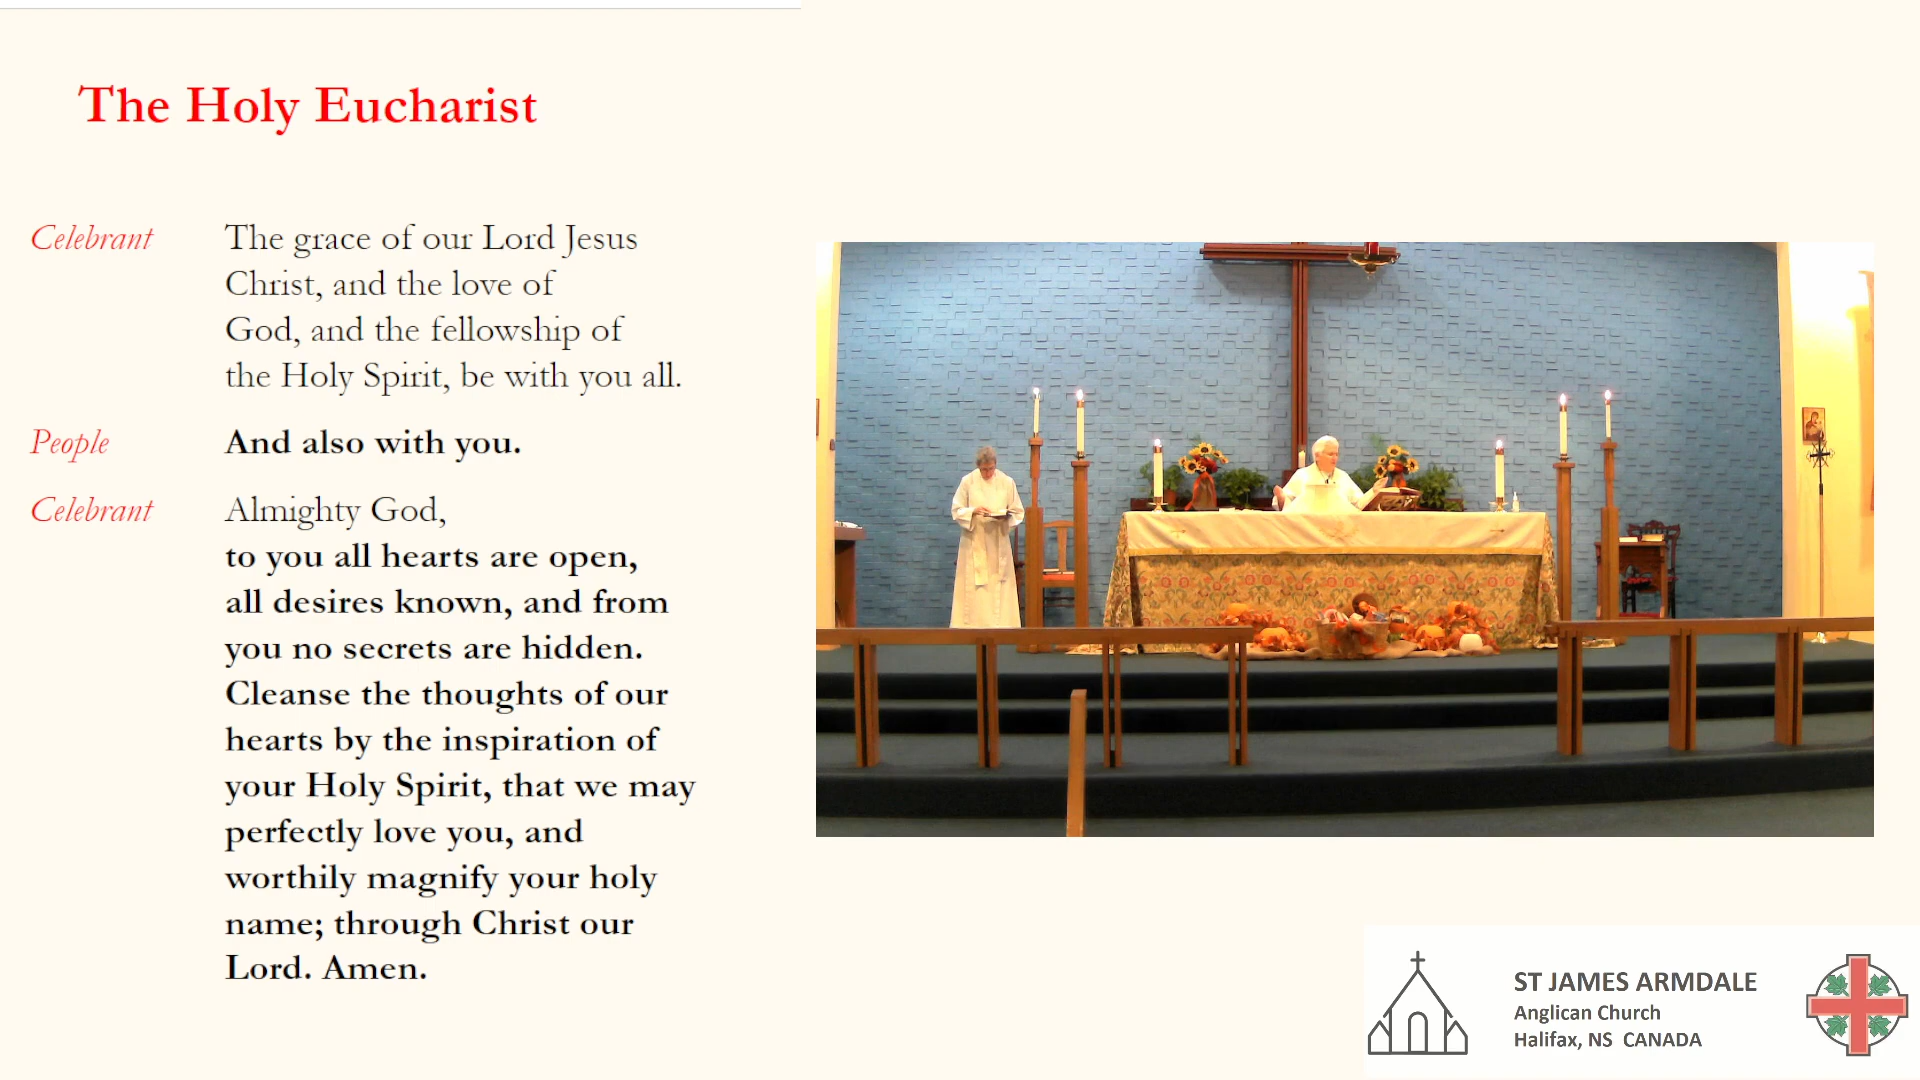 The Holy Eucharist
Celebrant The grace of our Lord Jesus
Christ, and the love of
God, and the fellowship of
the Holy Spirit, be with you all.
People And also with you.
Celebrant Almighty God,
to you all hearts are open,
all desires known, and from
you no secrets are hidden.
Cleanse the thoughts of our
hearts by the inspiration of
your Holy Spirit, that we may
perfectly love you, and
worthily magnify your holy
name; through Christ our
Lord. Amen.
ST JAMES ARMDALE
Anglican Church
Halifax, NS CANADA